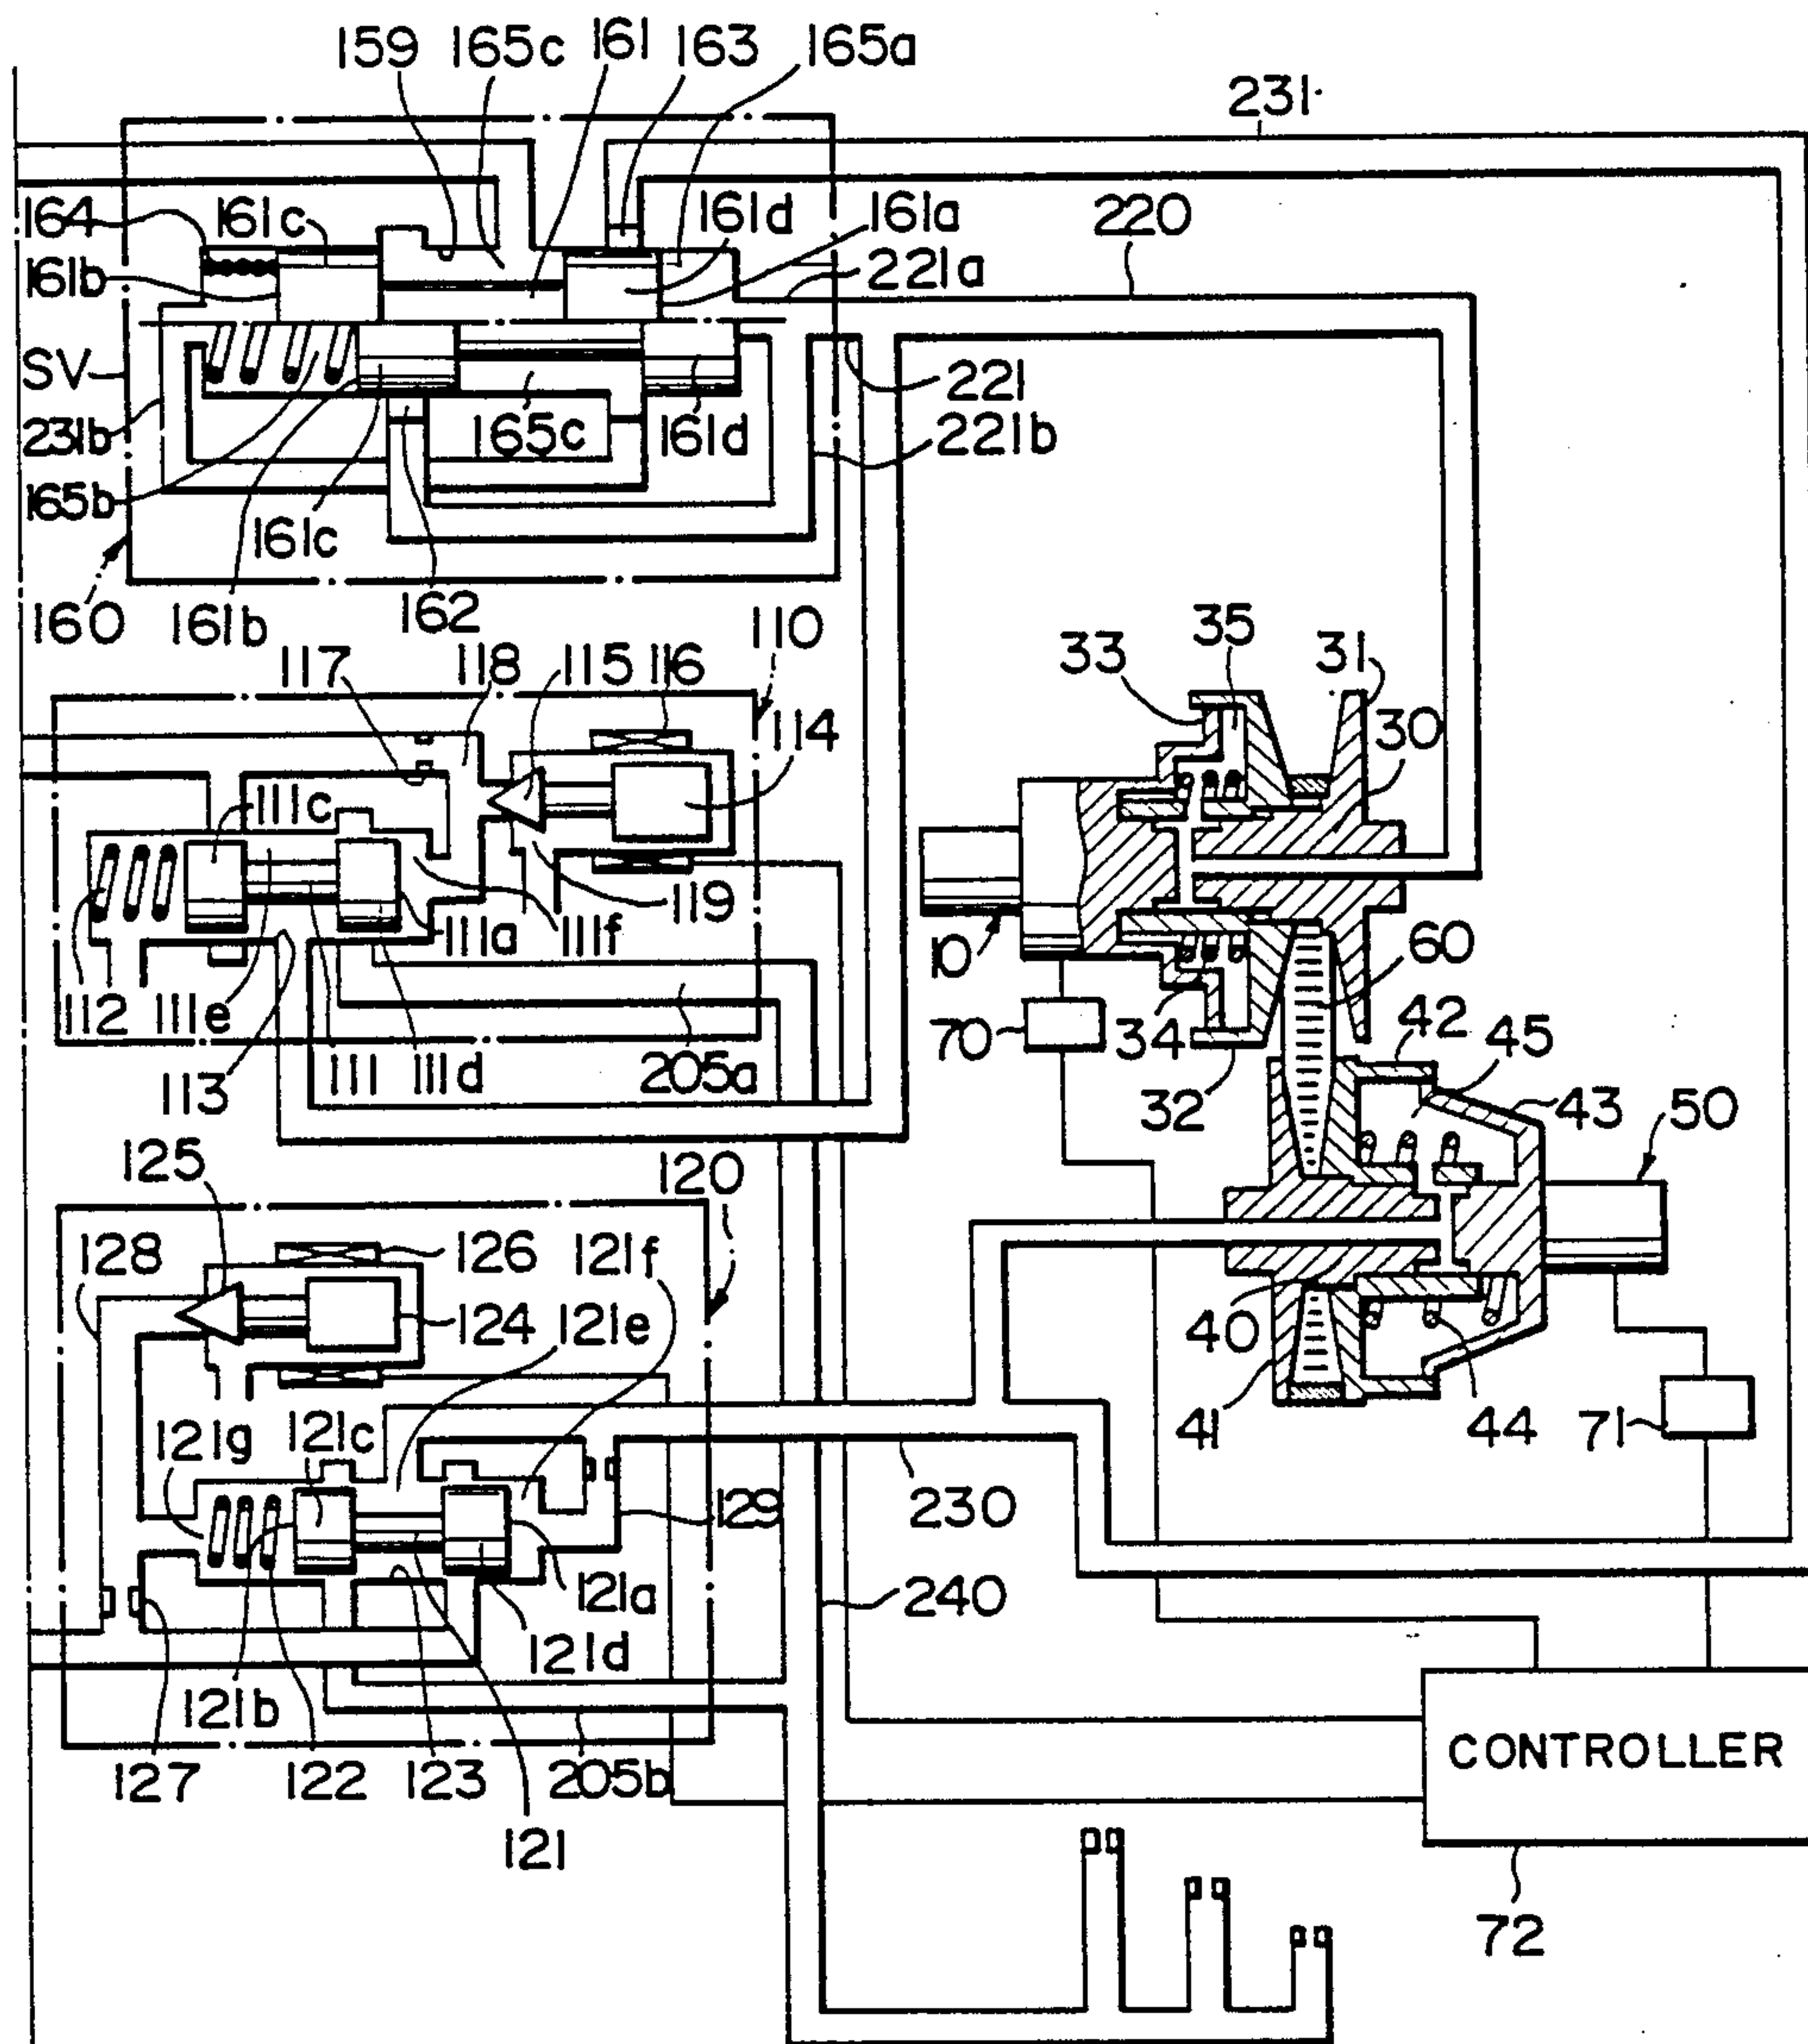 159 165c 161 163 165a
231
164 161c 161d 161a 220
161b 221a
SV 221
231b 165c 161d 221b
165b 161c
160 161b 162 110
33 35 31
117 118 115 116 114 30
111c
119
111a 111f 10 60
112 111e 70 34 42 45
113 111 111d 205a 32 43 50
125 120
128 126 121f
124 121e 40
121g 121c 41 44 71
129 230
121a 240
121d
121b
127 122 123 205b CONTROLLER
121
72